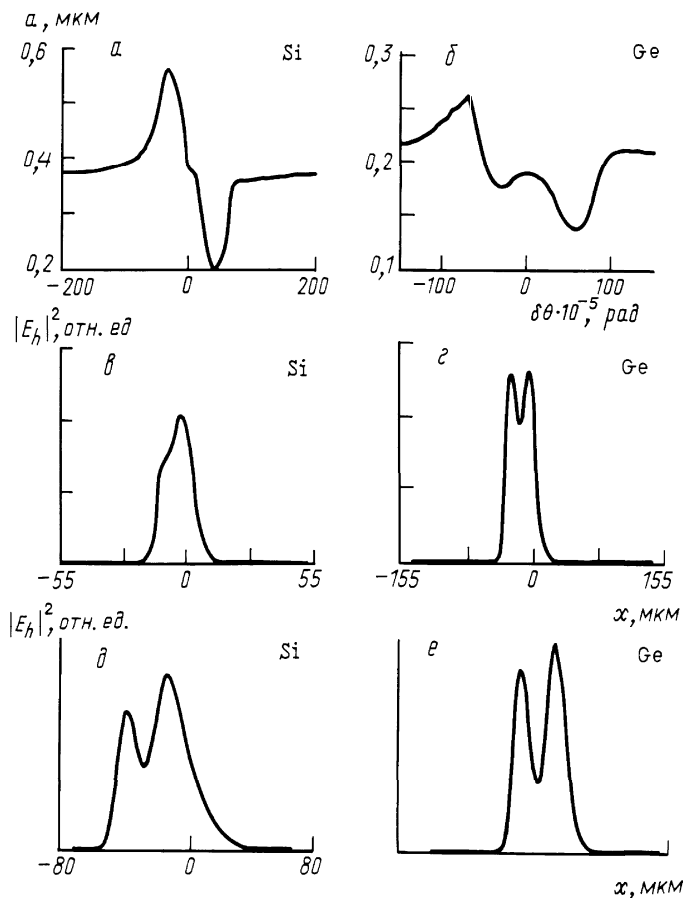 a, мкм
0,6 а Si
0,4
0,2
-200 0 200
0,3 б Ge
0,2
0,1
-100 0 100
δθ·10⁻⁵, рад
|E_h|², отн. ед
в Si
-55 0 55
г Ge
-155 0 155
x, мкм
|E_h|², отн. ед.
д Si
-80 0 80
е Ge
x, мкм